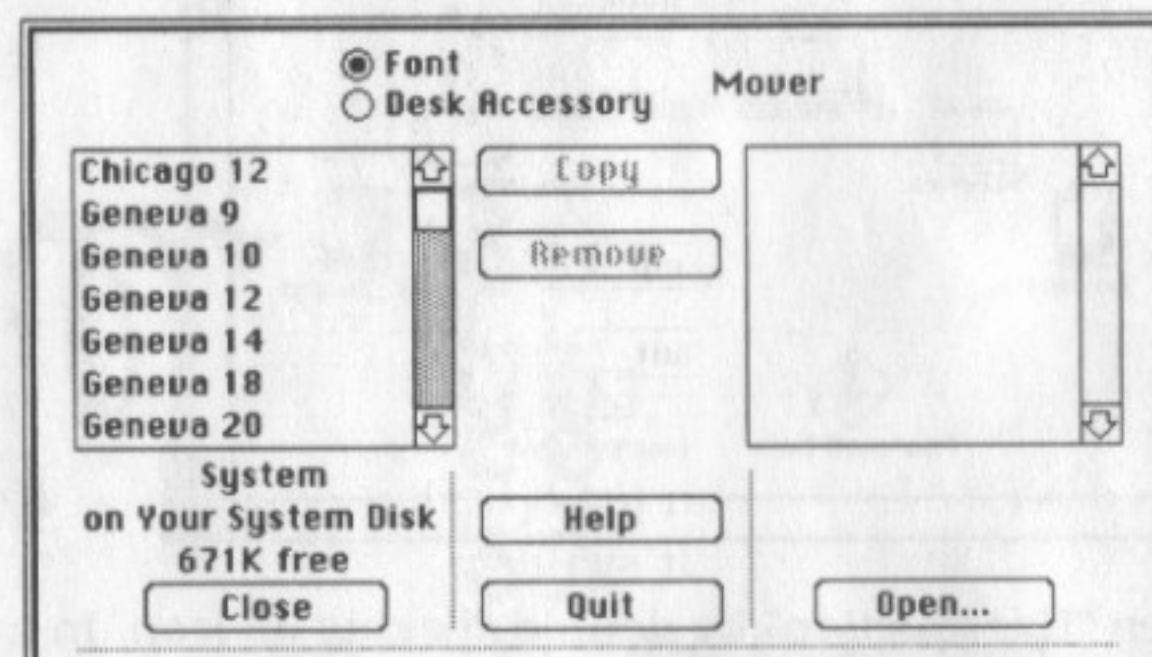 Font
Desk Accessory
Mover
Chicago 12
Geneva 9
Geneva 10
Geneva 12
Geneva 14
Geneva 18
Geneva 20
Copy
Remove
System
on Your System Disk
671K free
Close
Help
Quit
Open...